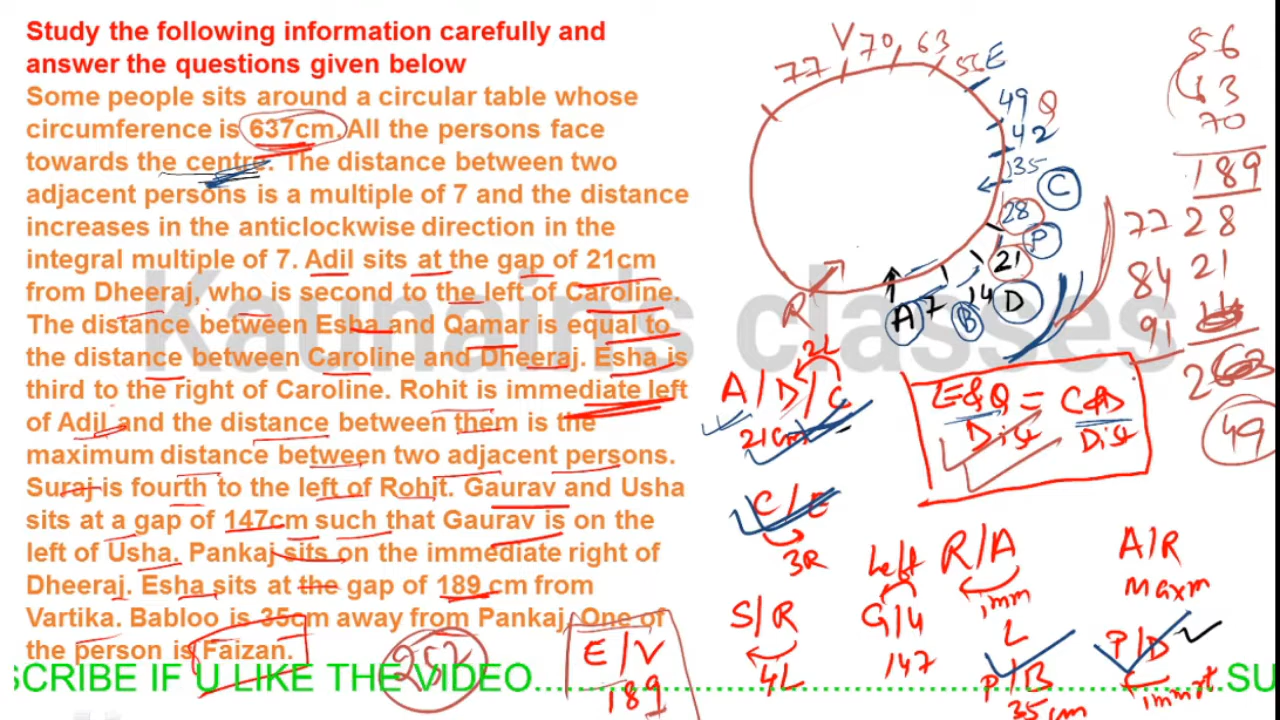 Study the following information carefully and
answer the questions given below
Some people sits around a circular table whose
circumference is 637cm. All the persons face
towards the centre. The distance between two
adjacent persons is a multiple of 7 and the distance
increases in the anticlockwise direction in the
integral multiple of 7. Adil sits at the gap of 21cm
from Dheeraj, who is second to the left of Caroline.
The distance between Esha and Qamar is equal to
the distance between Caroline and Dheeraj. Esha is
third to the right of Caroline. Rohit is immediate left
of Adil and the distance between them is the
maximum distance between two adjacent persons.
Suraj is fourth to the left of Rohit. Gaurav and Usha
sits at a gap of 147cm such that Gaurav is on the
left of Usha. Pankaj sits on the immediate right of
Dheeraj. Esha sits at the gap of 189 cm from
Vartika. Babloo is 35cm away from Pankaj, One of
the person is Faizan.
Kaunain's classes
77 V 70 63 E
49 Q
42
35
C
28
P
21
R A 7 B 14 D
56
63
70
189
77 28
84 21
91
49
A/D/C
2L
21cm
E&Q = C&D
Dist Dist
C/E
3R
S/R
4L
Left
G/U
147
R/A
imm
L
A/R
maxm
P/B
35cm
P/D
immrt
252
E/V
189
SCRIBE IF U LIKE THE VIDEO
SU